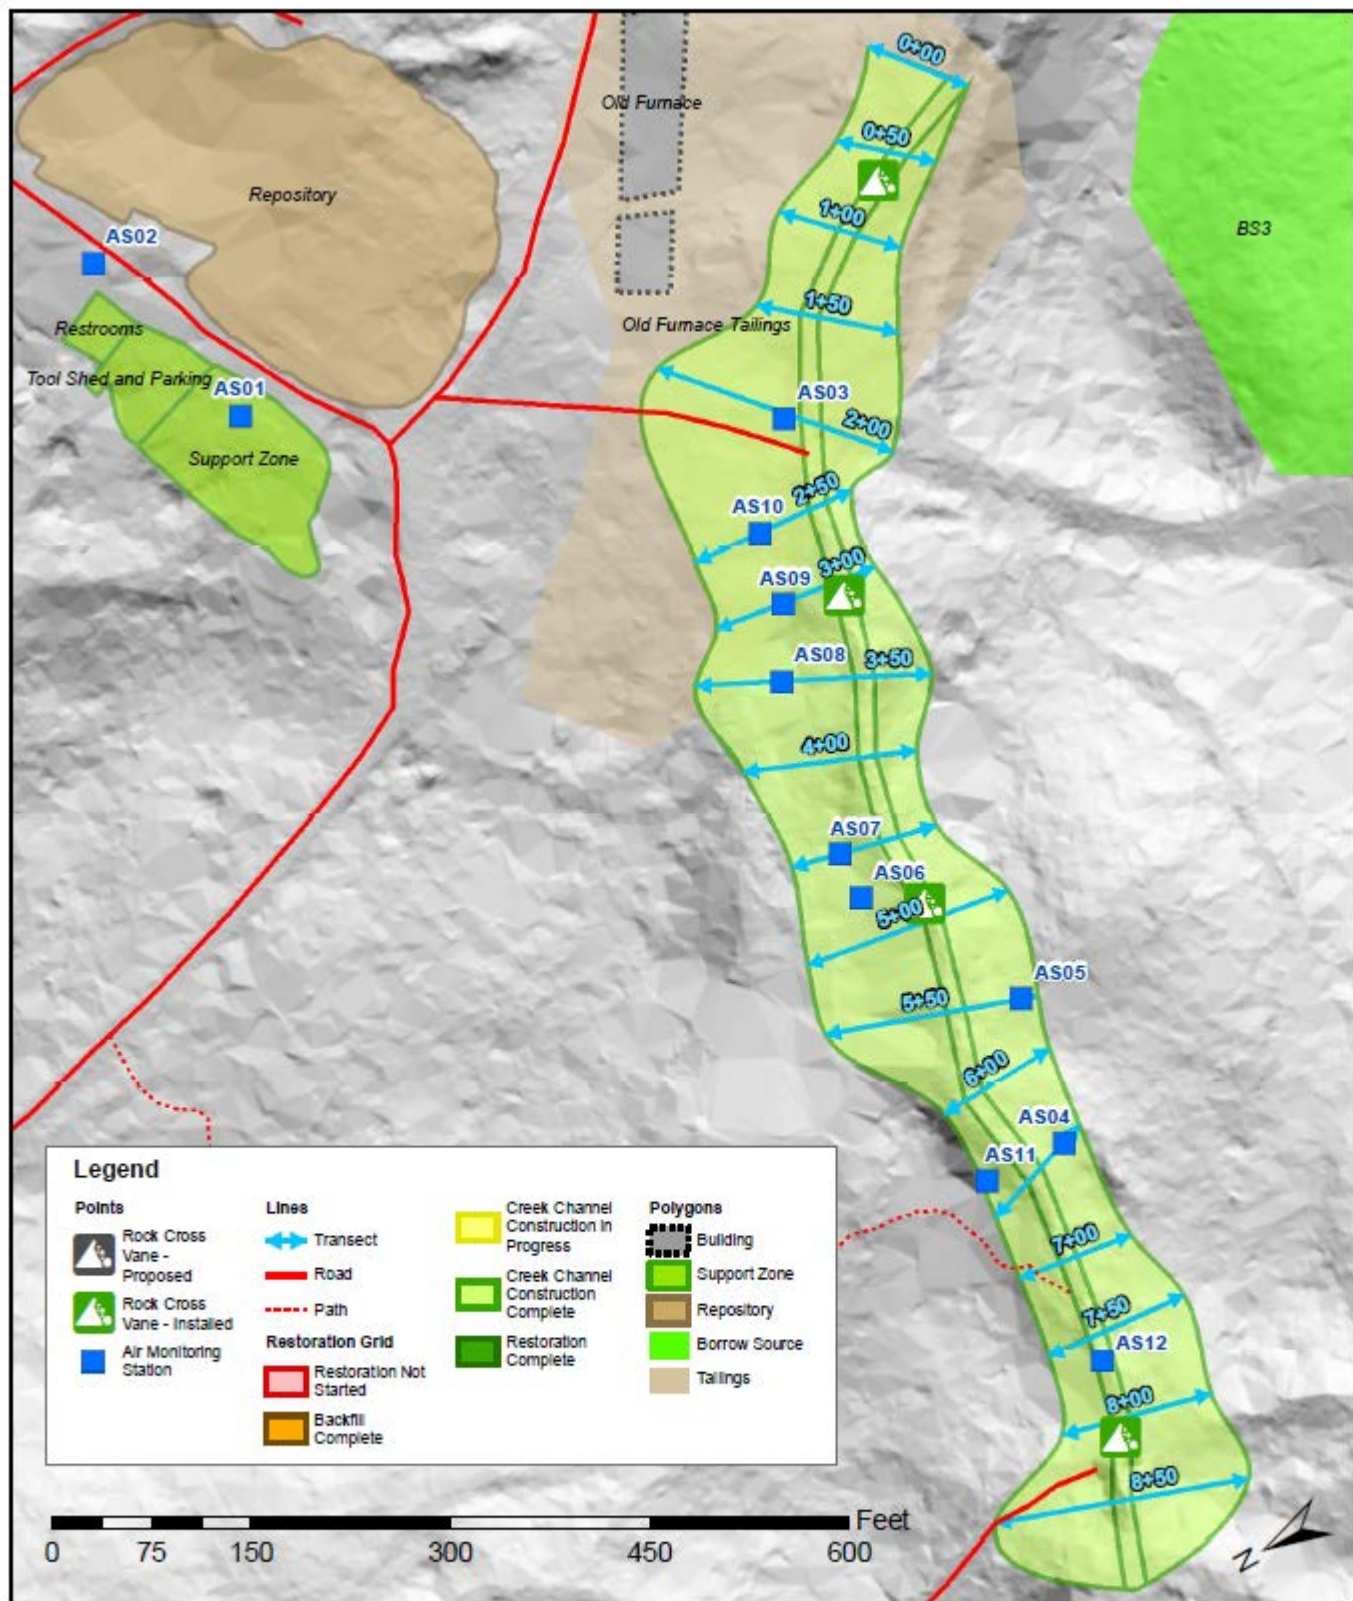 0+00
Old Furnace
0+50
Repository
1+00
BS3
AS02
1+50
Old Furnace Tailings
Restrooms
Tool Shed and Parking
AS01
AS03
2+00
Support Zone
2+50
AS10
3+00
AS09
AS08
3+50
4+00
AS07
AS06
5+00
AS05
5+50
6+00
AS04
AS11
7+00
7+50
AS12
8+00
8+50
Legend
Points
Rock Cross
Vane -
Proposed
Rock Cross
Vane - Installed
Air Monitoring
Station
Lines
Transect
Road
Path
Restoration Grid
Restoration Not
Started
Backfill
Complete
Creek Channel
Construction In
Progress
Creek Channel
Construction
Complete
Restoration
Complete
Polygons
Building
Support Zone
Repository
Borrow Source
Tailings
Feet
0 75 150 300 450 600
N